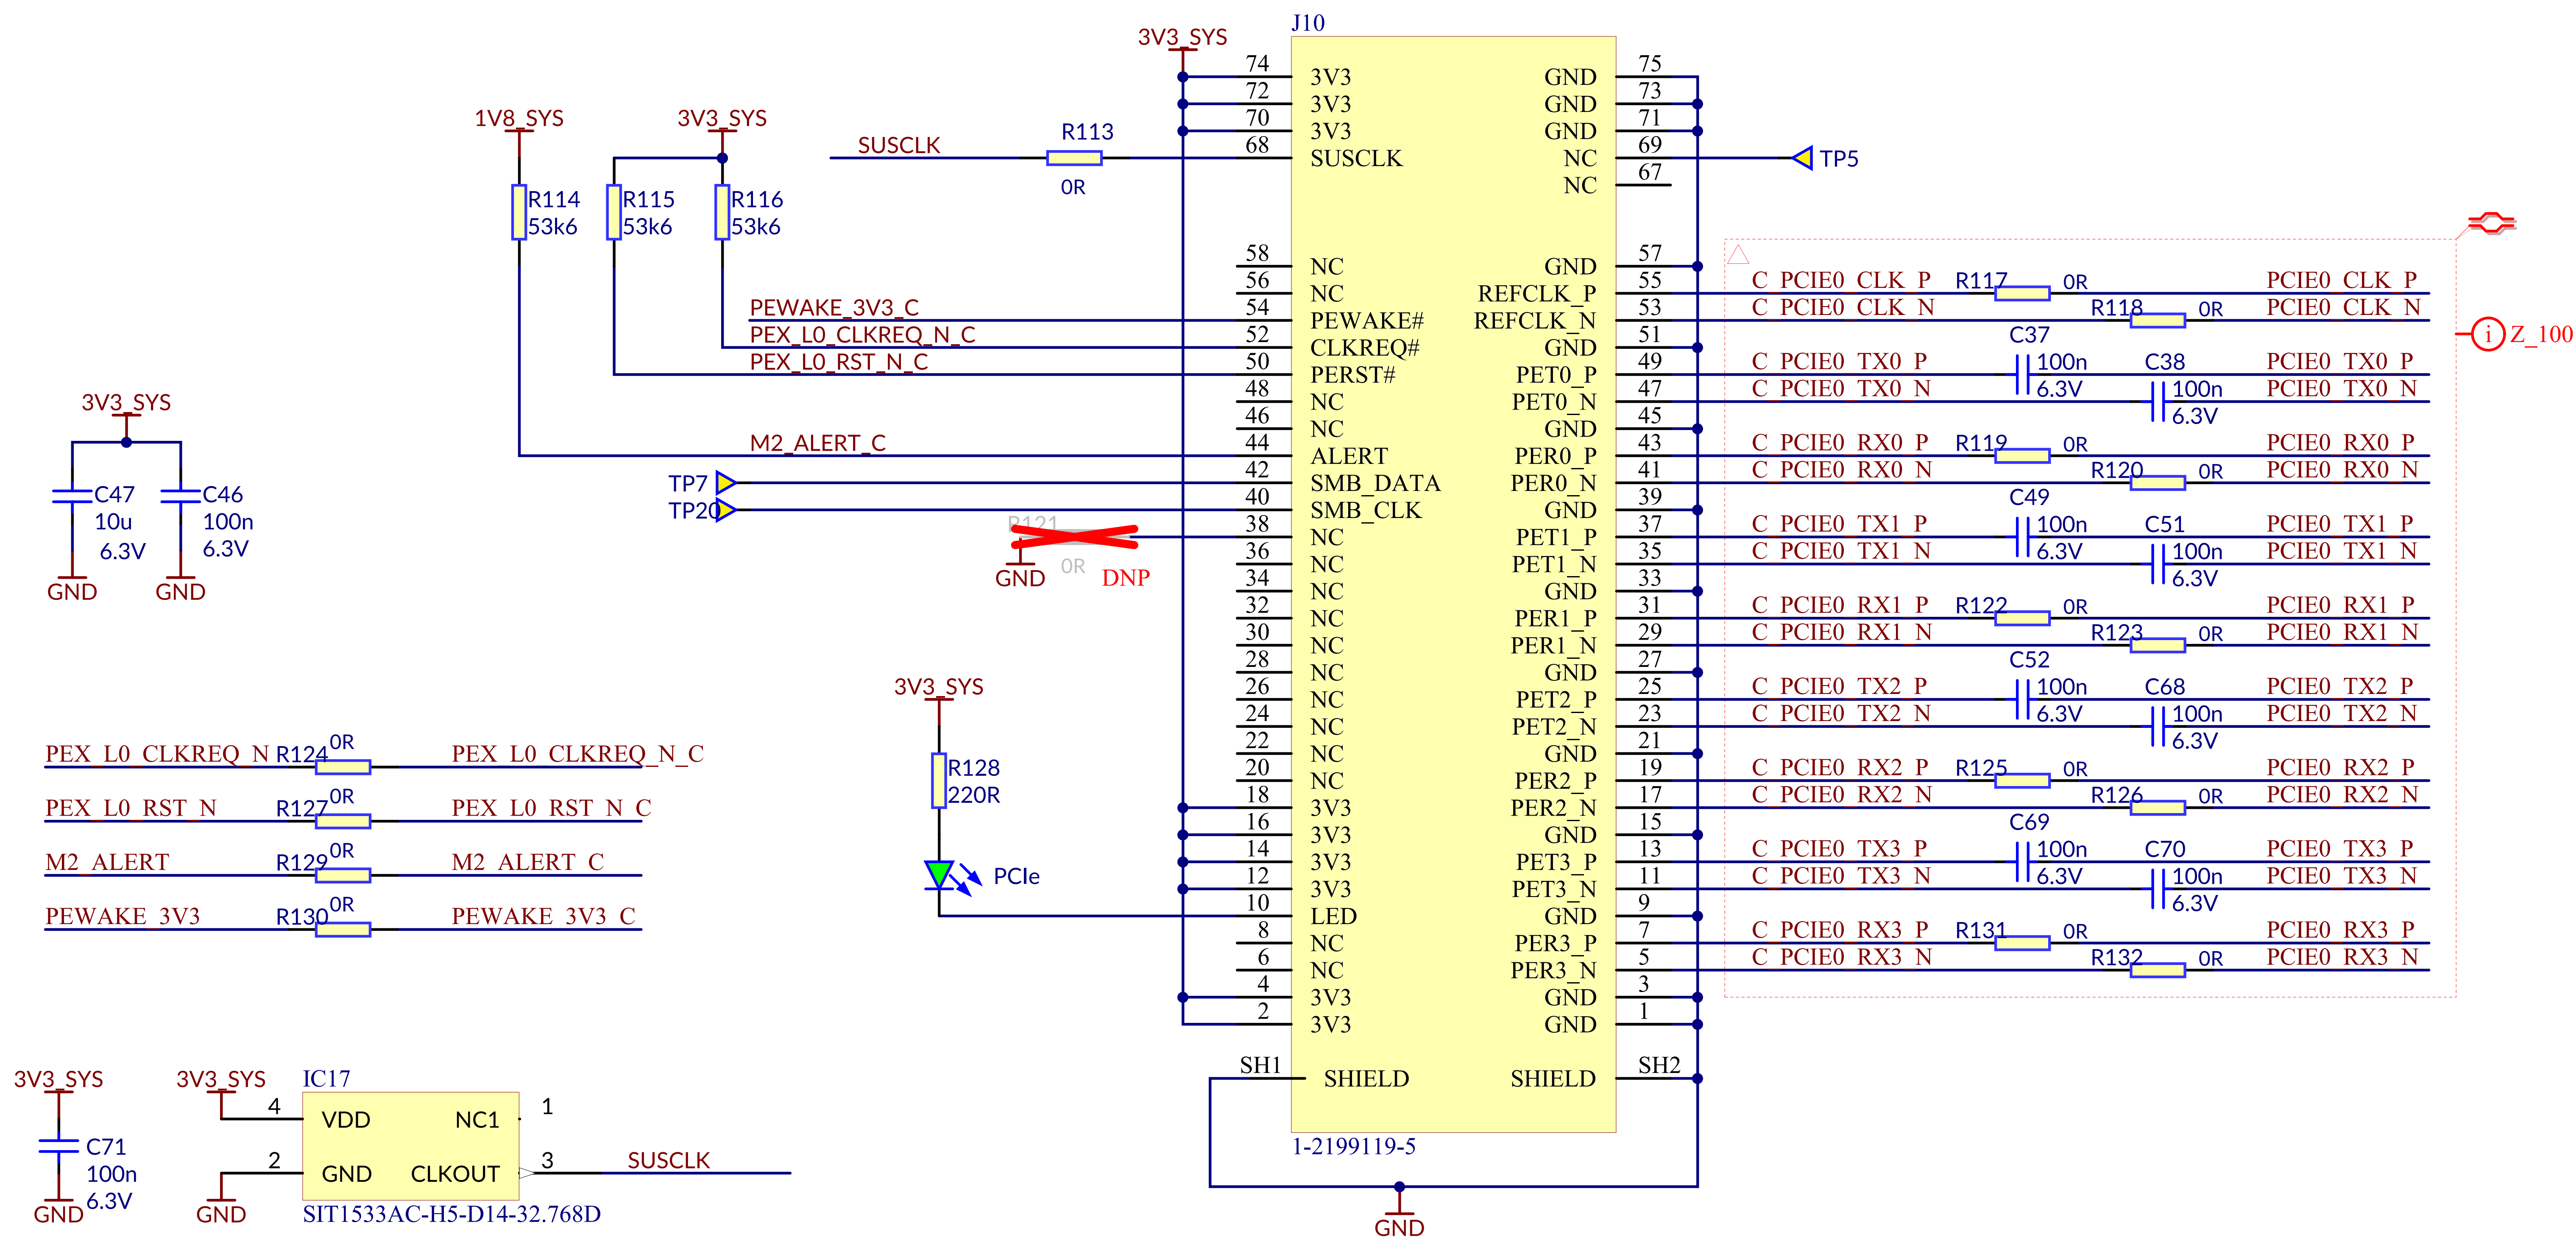 J10
3V3_SYS
74 3V3 GND 75
72 3V3 GND 73
70 3V3 GND 71
68 SUSCLK NC 69
NC 67
58 NC GND 57
56 NC REFCLK_P 55
54 PEWAKE# REFCLK_N 53
52 CLKREQ# GND 51
50 PERST# PET0_P 49
48 NC PET0_N 47
46 NC GND 45
44 ALERT PER0_P 43
42 SMB_DATA PER0_N 41
40 SMB_CLK GND 39
38 NC PET1_P 37
36 NC PET1_N 35
34 NC GND 33
32 NC PER1_P 31
30 NC PER1_N 29
28 NC GND 27
26 NC PET2_P 25
24 NC PET2_N 23
22 NC GND 21
20 NC PER2_P 19
18 3V3 PER2_N 17
16 3V3 GND 15
14 3V3 PET3_P 13
12 3V3 PET3_N 11
10 LED GND 9
8 NC PER3_P 7
6 NC PER3_N 5
4 3V3 GND 3
2 3V3 GND 1
SH1 SHIELD SHIELD SH2
1-2199119-5
GND
1V8_SYS
3V3_SYS
SUSCLK
R113
0R
R114
53k6
R115
53k6
R116
53k6
PEWAKE_3V3_C
PEX_L0_CLKREQ_N_C
PEX_L0_RST_N_C
M2_ALERT_C
TP7
TP20
R121
0R
GND
DNP
TP5
C_PCIE0_CLK_P R117 0R PCIE0_CLK_P
C_PCIE0_CLK_N R118 0R PCIE0_CLK_N
C37
C_PCIE0_TX0_P 100n C38 PCIE0_TX0_P
C_PCIE0_TX0_N 6.3V 100n PCIE0_TX0_N
6.3V
C_PCIE0_RX0_P R119 0R PCIE0_RX0_P
C_PCIE0_RX0_N R120 0R PCIE0_RX0_N
C49
C_PCIE0_TX1_P 100n C51 PCIE0_TX1_P
C_PCIE0_TX1_N 6.3V 100n PCIE0_TX1_N
6.3V
C_PCIE0_RX1_P R122 0R PCIE0_RX1_P
C_PCIE0_RX1_N R123 0R PCIE0_RX1_N
C52
C_PCIE0_TX2_P 100n C68 PCIE0_TX2_P
C_PCIE0_TX2_N 6.3V 100n PCIE0_TX2_N
6.3V
C_PCIE0_RX2_P R125 0R PCIE0_RX2_P
C_PCIE0_RX2_N R126 0R PCIE0_RX2_N
C69
C_PCIE0_TX3_P 100n C70 PCIE0_TX3_P
C_PCIE0_TX3_N 6.3V 100n PCIE0_TX3_N
6.3V
C_PCIE0_RX3_P R131 0R PCIE0_RX3_P
C_PCIE0_RX3_N R132 0R PCIE0_RX3_N
i Z_100
3V3_SYS
C47
10u
6.3V
GND
C46
100n
6.3V
GND
3V3_SYS
R128
220R
PCIe
PEX_L0_CLKREQ_N R124 0R PEX_L0_CLKREQ_N_C
PEX_L0_RST_N R127 0R PEX_L0_RST_N_C
M2_ALERT R129 0R M2_ALERT_C
PEWAKE_3V3 R130 0R PEWAKE_3V3_C
3V3_SYS
C71
100n
6.3V
GND
3V3_SYS
IC17
4 VDD NC1 1
2 GND CLKOUT 3
SUSCLK
GND
SIT1533AC-H5-D14-32.768D